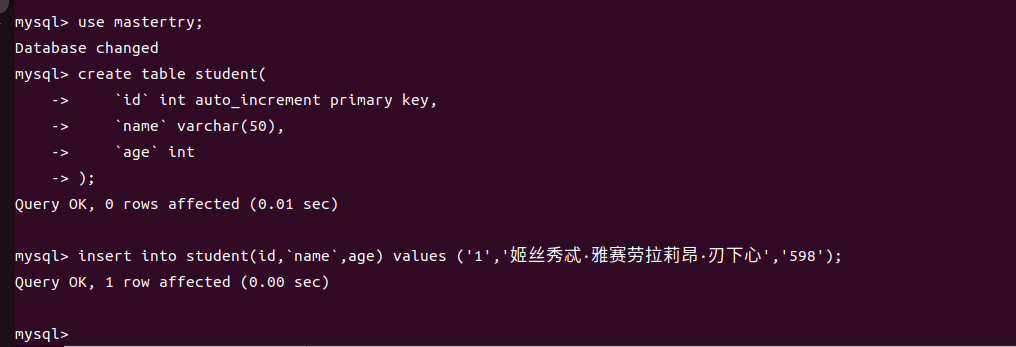 mysql> use mastertry;
Database changed
mysql> create table student(
    ->     `id` int auto_increment primary key,
    ->     `name` varchar(50),
    ->     `age` int
    -> );
Query OK, 0 rows affected (0.01 sec)

mysql> insert into student(id,`name`,age) values ('1','姬丝秀忒·雅赛劳拉莉昂·刃下心','598');
Query OK, 1 row affected (0.00 sec)

mysql>